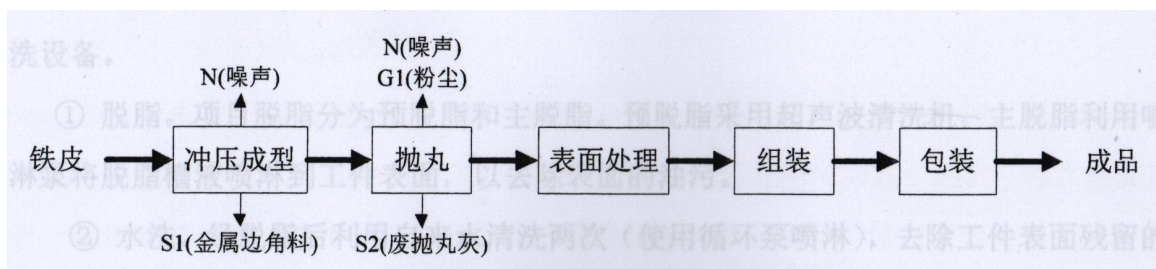 洗设备。
N(噪声)
N(噪声)
G1(粉尘)
① 脱脂。项目脱脂分为预脱脂和主脱脂。预脱脂采用超声波清洗机、主脱脂利用喷
铁皮 冲压成型 抛丸 表面处理 组装 包装 成品
淋泵将脱脂槽液喷淋到工件表面,以去除表面的油污。
S1(金属边角料) S2(废抛丸灰)
② 水洗 后利用 水清洗两次(使用循环泵喷淋),去除工件表面残留的